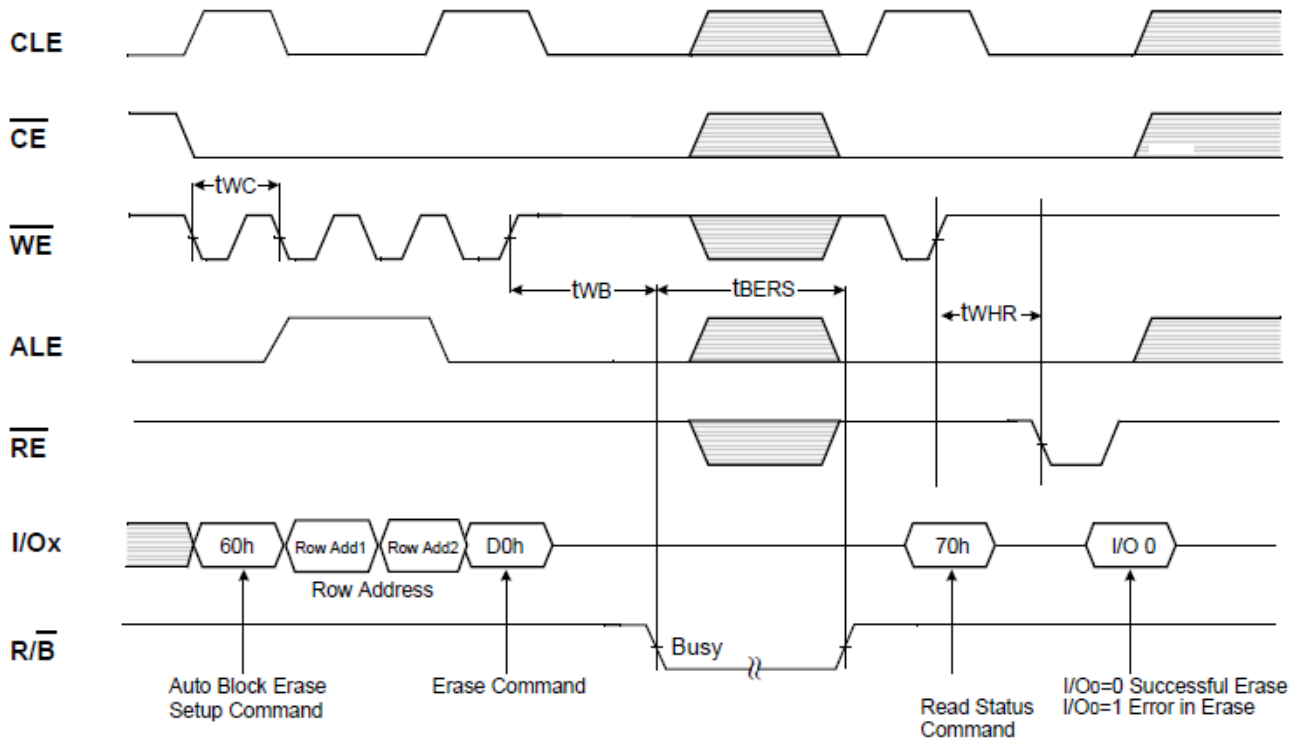 CLE
CE
tWC
WE
tWB
tBERS
tWHR
ALE
RE
I/Ox
60h
Row Add1
Row Add2
D0h
70h
I/O 0
Row Address
R/B
Busy
Auto Block Erase
Setup Command
Erase Command
Read Status
Command
I/O0=0 Successful Erase
I/O0=1 Error in Erase